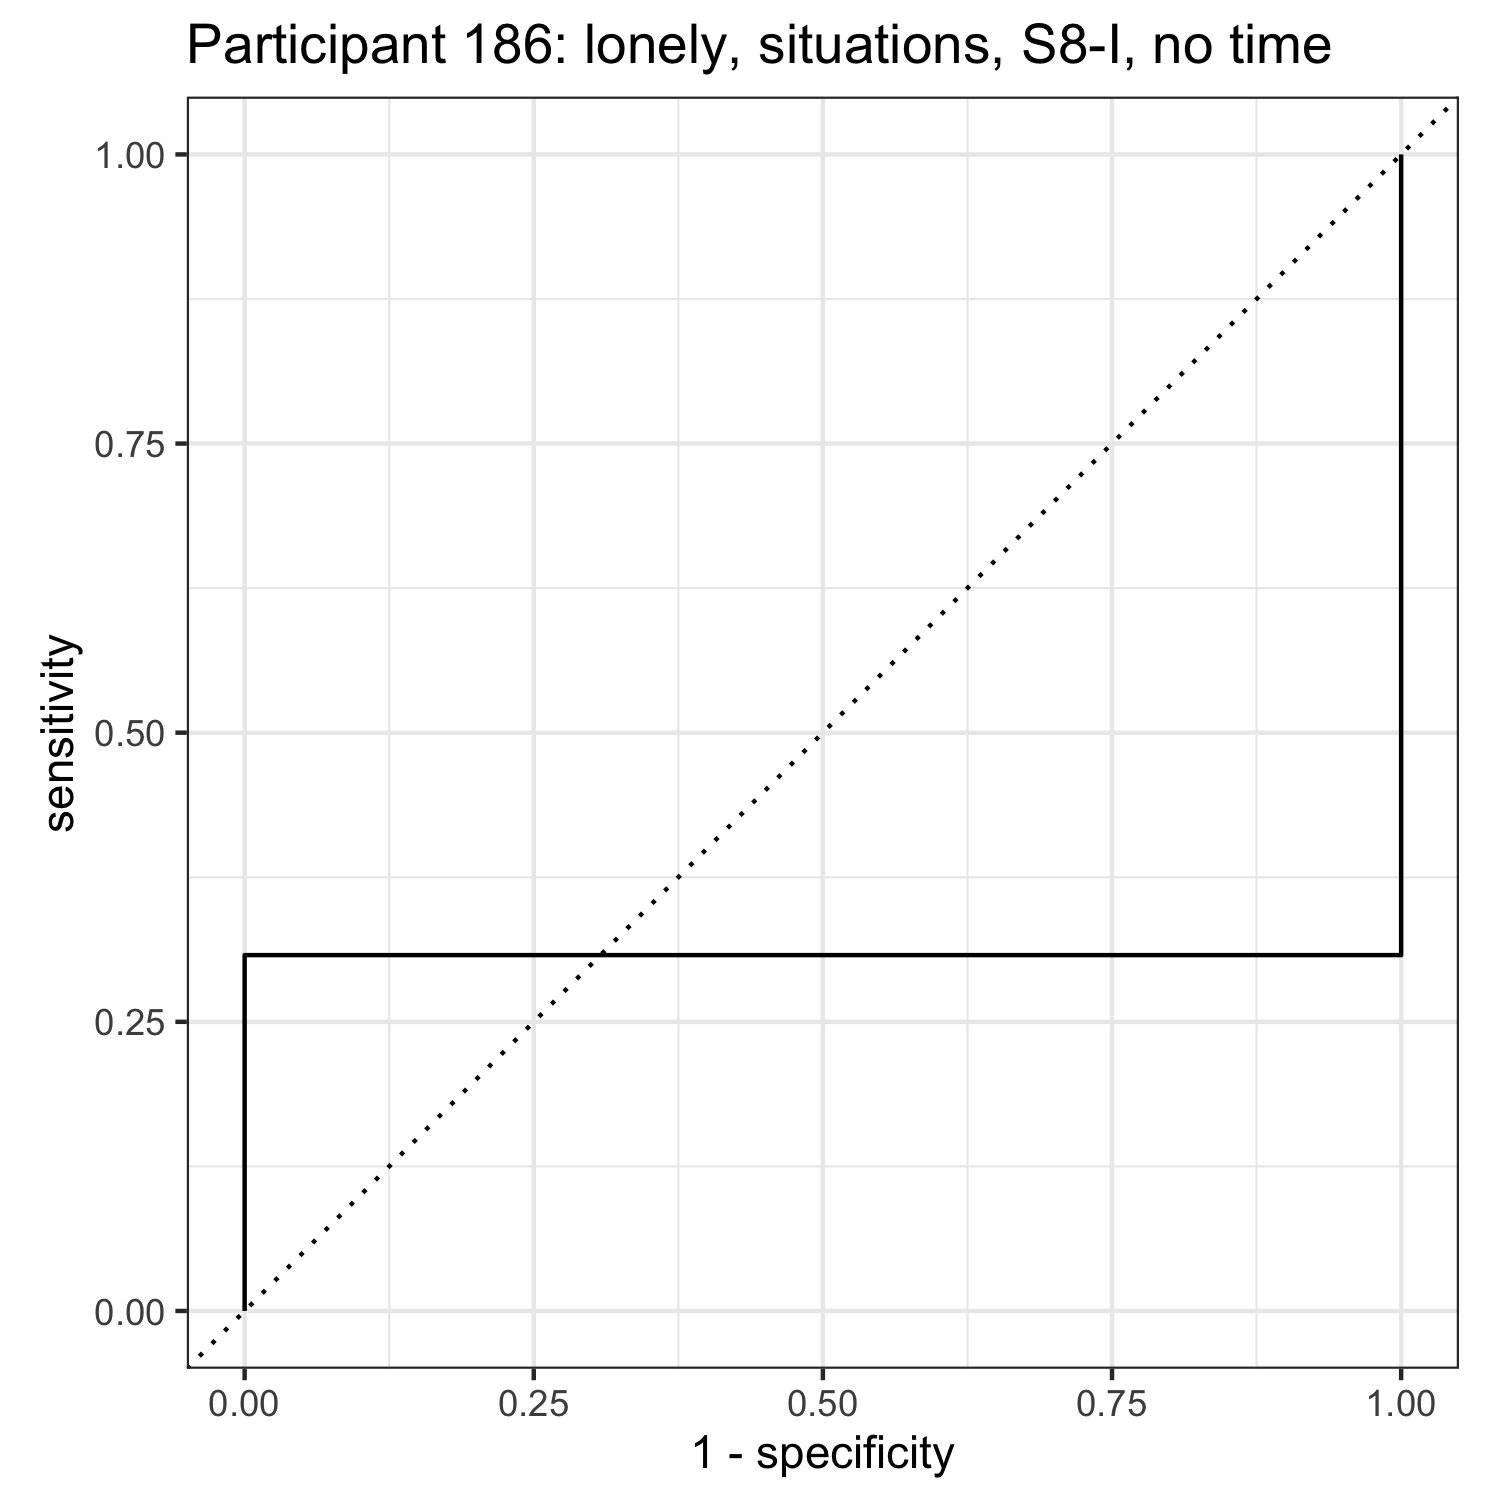 Participant 186: lonely, situations, S8-I, no time
1.00
0.75
0.50
0.25
0.00
sensitivity
0.00 0.25 0.50 0.75 1.00
1 - specificity